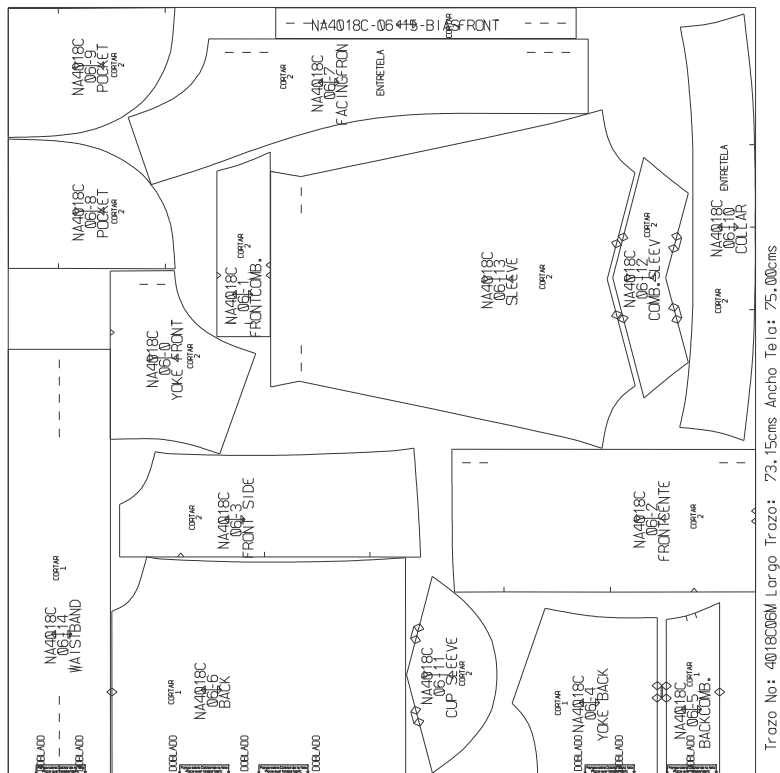 NA4018C-06-15-BIASFRONT
CORTAR
NA4018C
06-9
POCKET
CORTAR
2
NA4018C
06-7
FACINGFRON
CORTAR
2
ENTRETELA
NA4018C
06-8
POCKET
CORTAR
2
NA4018C
06-1
FRONTCOMB.
CORTAR
2
NA4018C
06-13
SLEEVE
CORTAR
2
NA4018C
06-12
COMB.SLEEV
CORTAR
2
NA4018C
06-10
COLLAR
ENTRETELA
CORTAR
2
NA4018C
06-0
YOKE FRONT
CORTAR
2
NA4018C
06-3
FRONT SIDE
CORTAR
2
NA4018C
06-2
FRONTCENTE
CORTAR
2
NA4018C
06-14
WAISTBAND
CORTAR
1
DOBLADO
DOBLADO
NA4018C
06-6
BACK
CORTAR
1
DOBLADO
DOBLADO
DOBLADO
NA4018C
06-11
CUP SLEEVE
CORTAR
2
NA4018C
06-4
YOKE BACK
CORTAR
1
DOBLADO
NA4018C
06-5
BACKCOMB.
CORTAR
1
DOBLADO
DOBLADO
Trazo No: 4018C06M Largo Trazo: 73.15cms Ancho Tela: 75.00cms